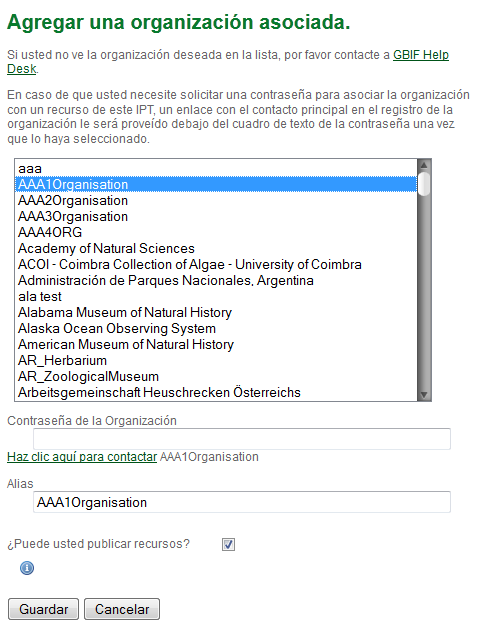 Agregar una organización asociada.
Si usted no ve la organización deseada en la lista, por favor contacte a GBIF Help
Desk.
En caso de que usted necesite solicitar una contraseña para asociar la organización
con un recurso de este IPT, un enlace con el contacto principal en el registro de la
organización le será proveído debajo del cuadro de texto de la contraseña una vez
que lo haya seleccionado.
aaa
AAA1Organisation
AAA2Organisation
AAA3Organisation
AAA4ORG
Academy of Natural Sciences
ACOI - Coimbra Collection of Algae - University of Coimbra
Administración de Parques Nacionales, Argentina
ala test
Alabama Museum of Natural History
Alaska Ocean Observing System
American Museum of Natural History
AR_Herbarium
AR_ZoologicalMuseum
Arbeitsgemeinschaft Heuschrecken Österreichs
Contraseña de la Organización
Haz clic aquí para contactar AAA1Organisation
Alias
AAA1Organisation
¿Puede usted publicar recursos?
Guardar Cancelar